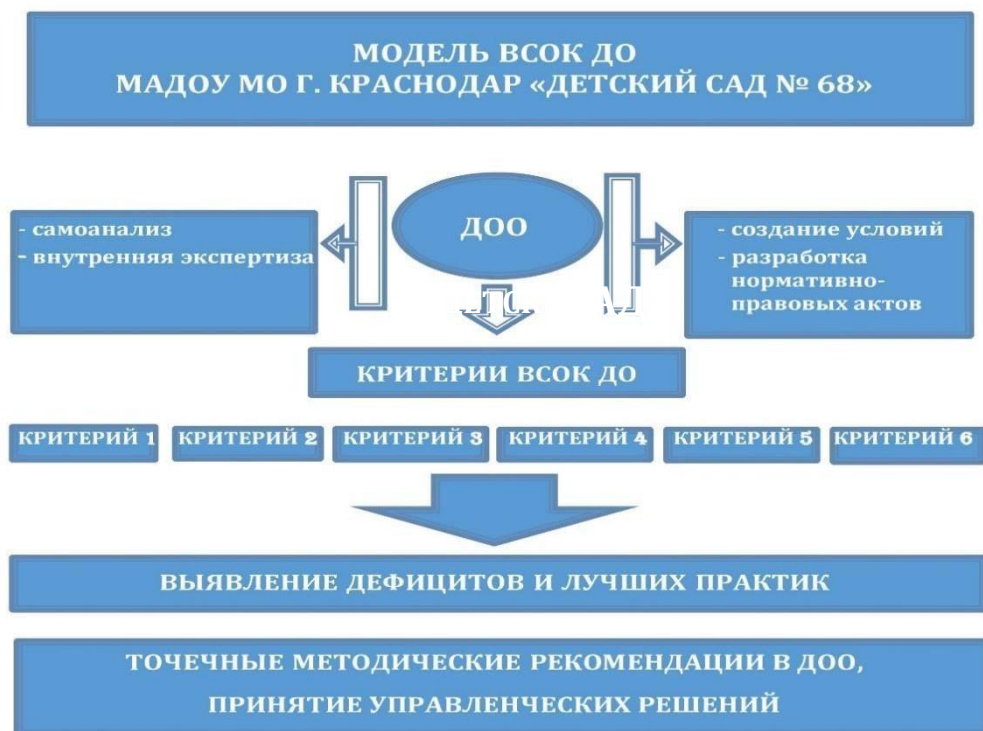 МОДЕЛЬ ВСОК ДО
МАДОУ МО Г. КРАСНОДАР «ДЕТСКИЙ САД № 68»
ДОО
- самоанализ
- внутренняя экспертиза
- создание условий
- разработка
нормативно-
правовых актов
КРИТЕРИИ ВСОК ДО
КРИТЕРИЙ 1
КРИТЕРИЙ 2
КРИТЕРИЙ 3
КРИТЕРИЙ 4
КРИТЕРИЙ 5
КРИТЕРИЙ 6
ВЫЯВЛЕНИЕ ДЕФИЦИТОВ И ЛУЧШИХ ПРАКТИК
ТОЧЕЧНЫЕ МЕТОДИЧЕСКИЕ РЕКОМЕНДАЦИИ В ДОО,
ПРИНЯТИЕ УПРАВЛЕНЧЕСКИХ РЕШЕНИЙ